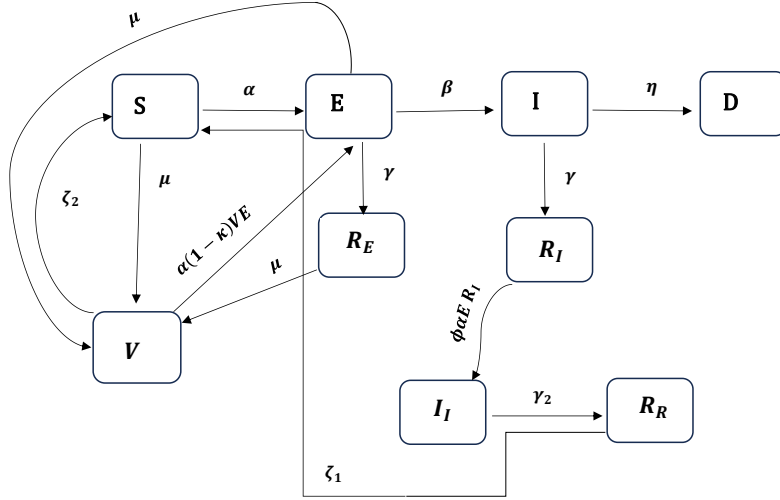 μ
S
α
E
β
I
η
D
ζ₂
μ
γ
γ
α(1 − κ)VE
R_E
R_I
μ
V
ϕαE R_I
I_I
γ₂
R_R
ζ₁